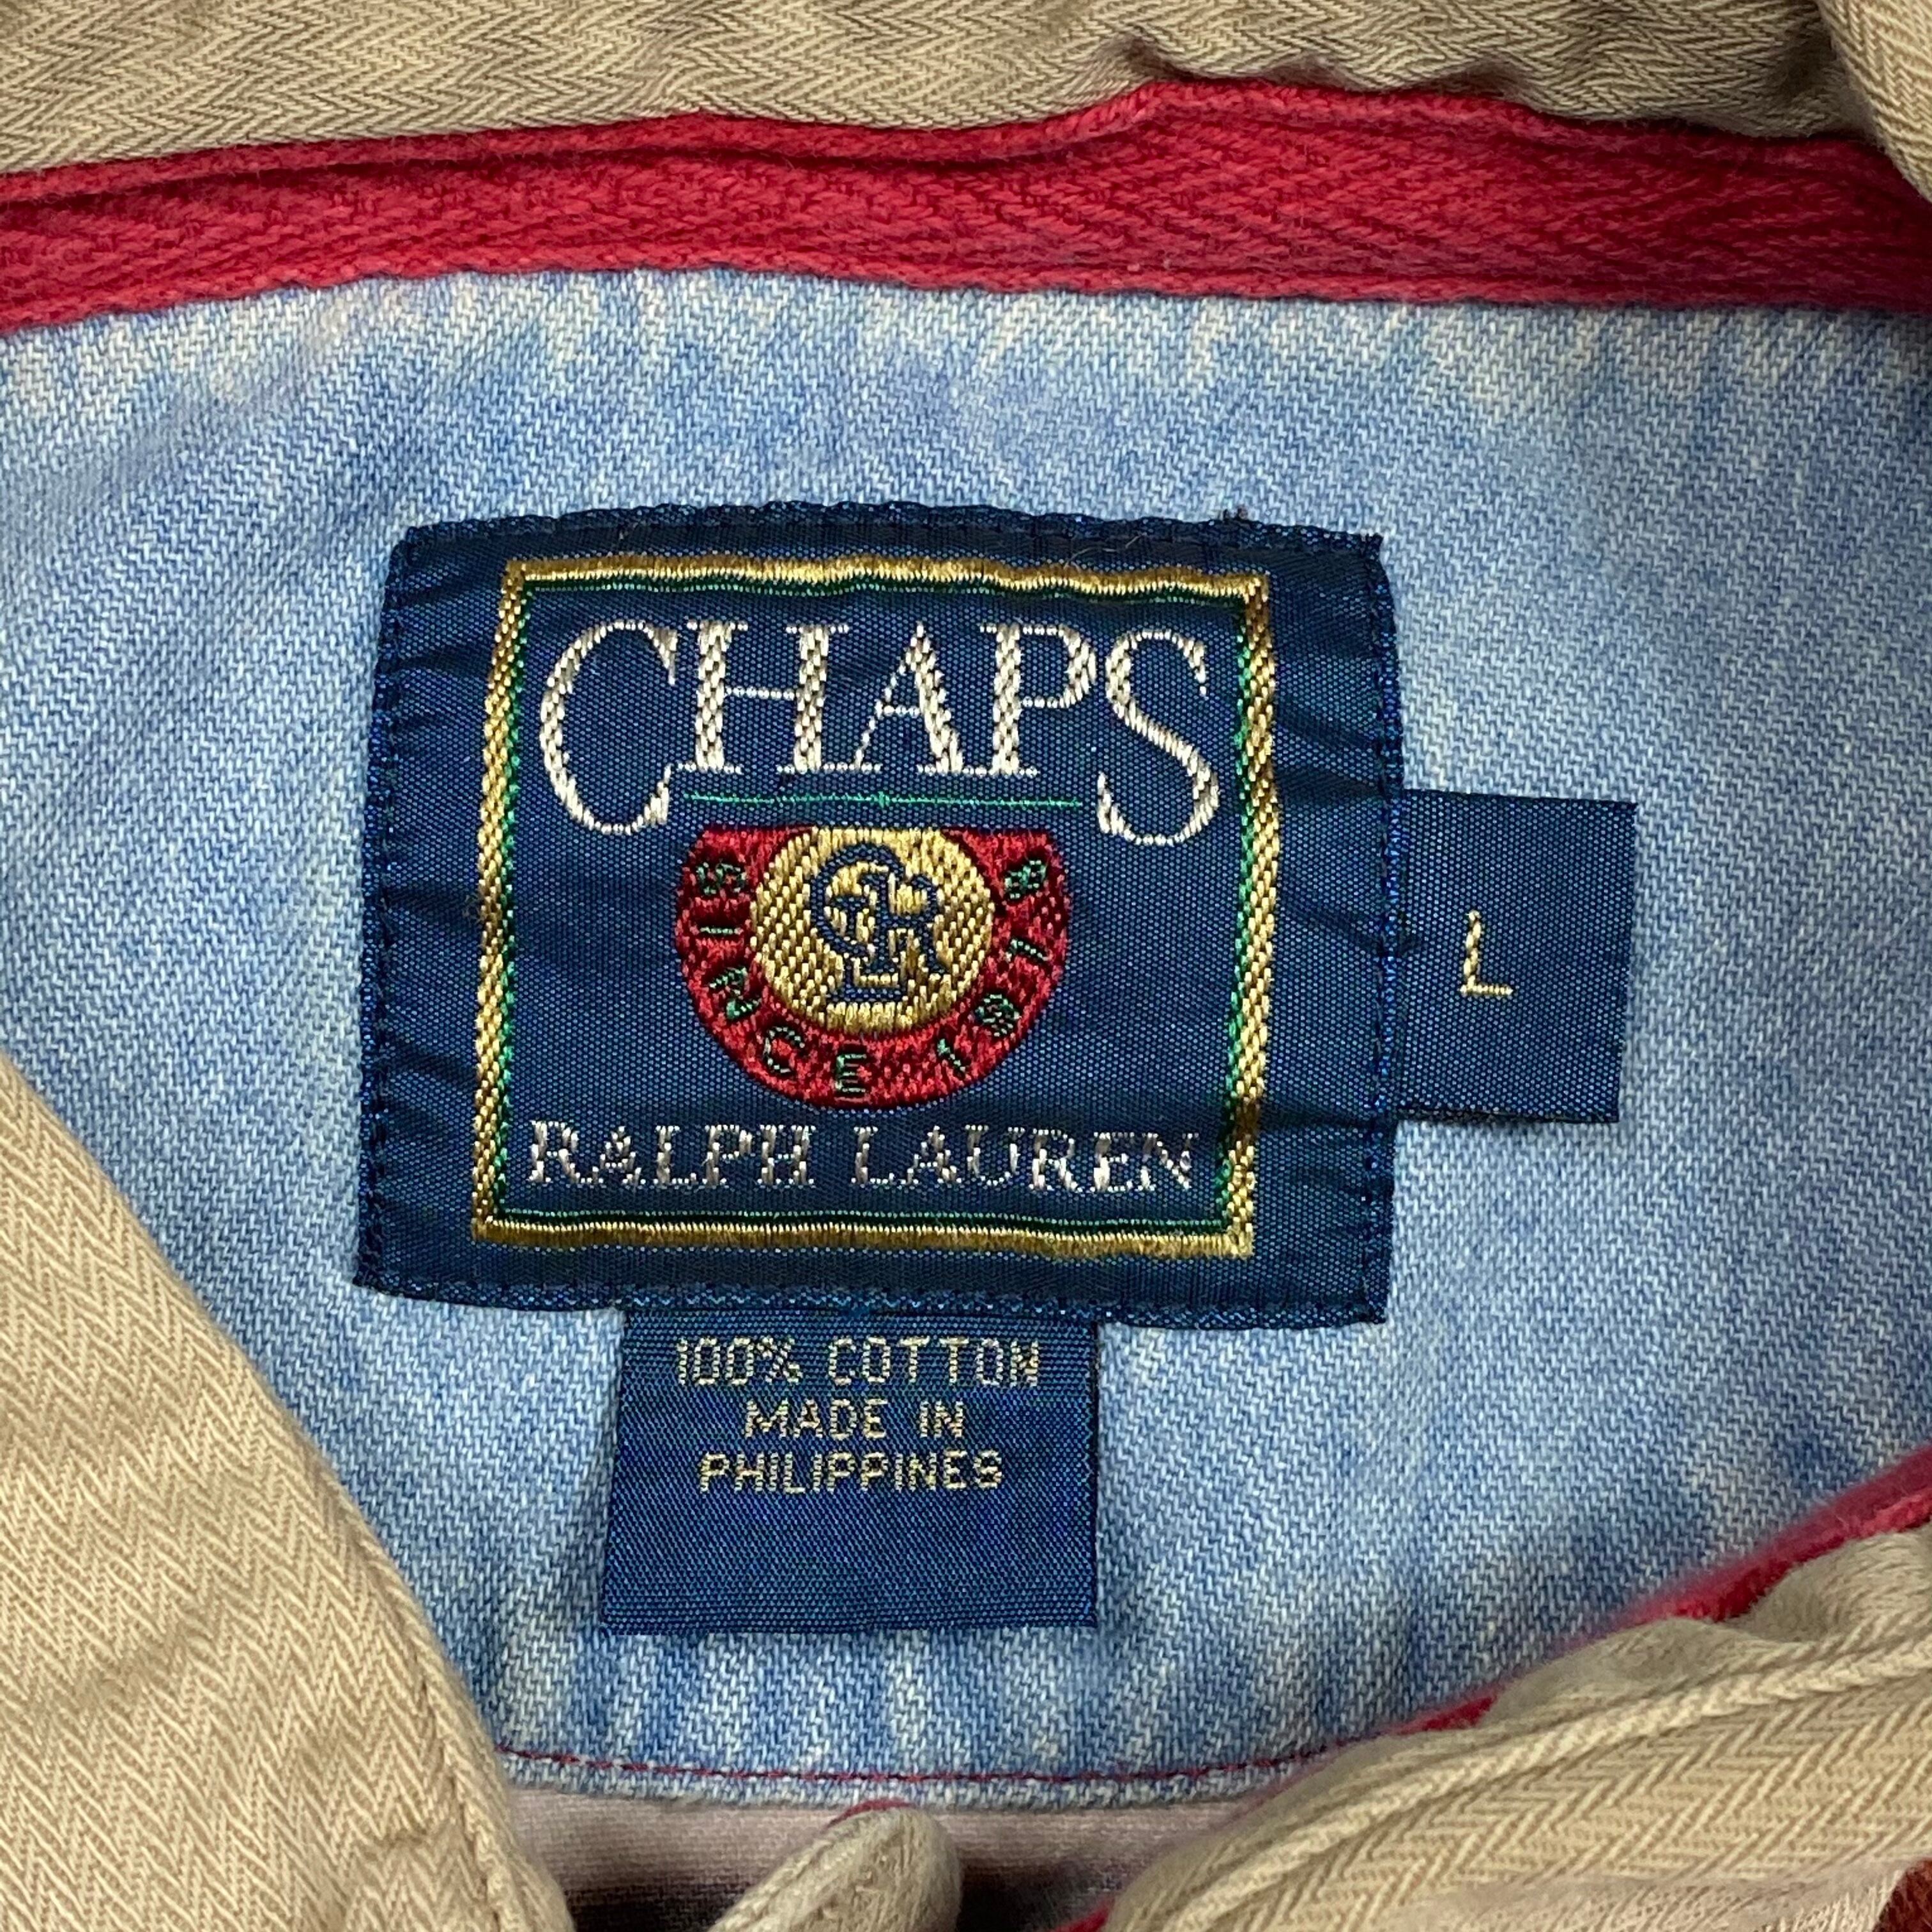 CHAPS
SINCE 1978
RALPH LAUREN
L
100% COTTON
MADE IN
PHILIPPINES